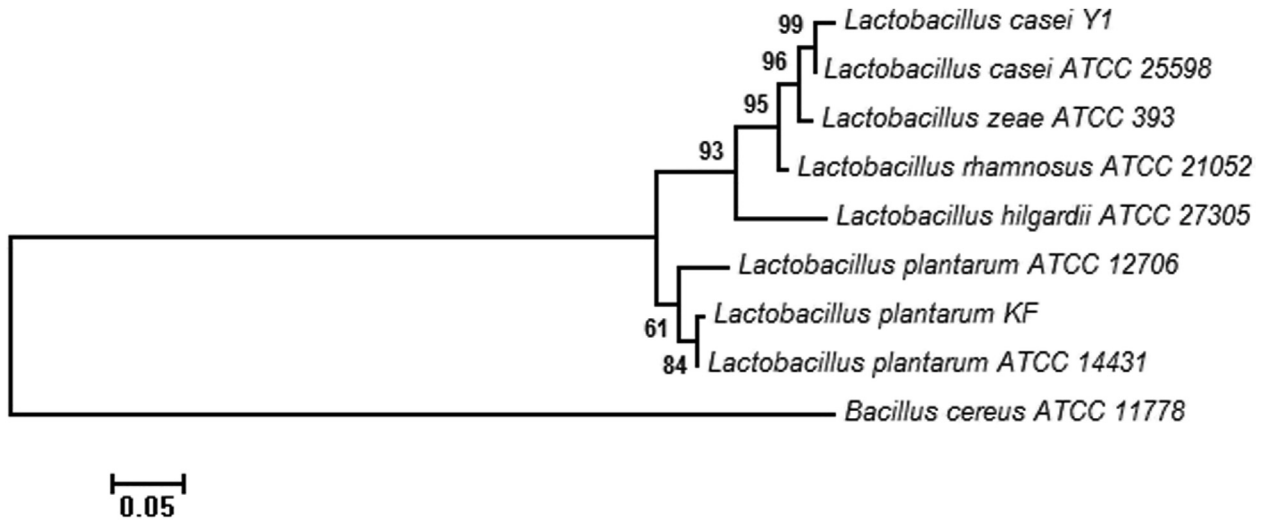 99
Lactobacillus casei Y1
96
Lactobacillus casei ATCC 25598
95
Lactobacillus zeae ATCC 393
93
Lactobacillus rhamnosus ATCC 21052
Lactobacillus hilgardii ATCC 27305
Lactobacillus plantarum ATCC 12706
61
Lactobacillus plantarum KF
84
Lactobacillus plantarum ATCC 14431
Bacillus cereus ATCC 11778
0.05